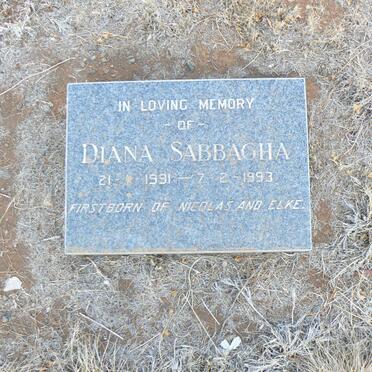 IN LOVING MEMORY
– OF –
DIANA SABBAGHA
21 1991 – 7-2-1993
FIRSTBORN OF NICOLAS AND ELKE.